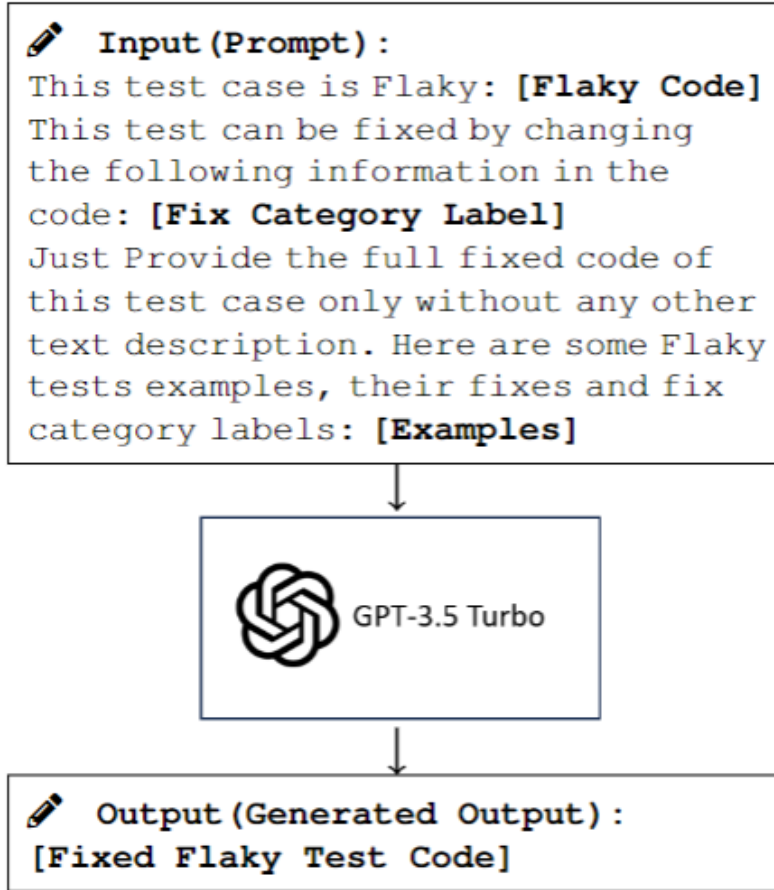 Input(Prompt):
This test case is Flaky: [Flaky Code]
This test can be fixed by changing
the following information in the
code: [Fix Category Label]
Just Provide the full fixed code of
this test case only without any other
text description. Here are some Flaky
tests examples, their fixes and fix
category labels: [Examples]
GPT-3.5 Turbo
Output(Generated Output):
[Fixed Flaky Test Code]